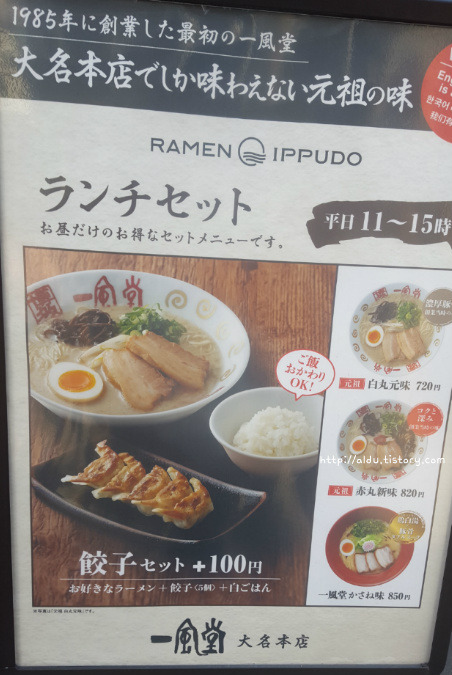 1985年に創業した最初の一風堂
大名本店でしか味わえない元祖の味
한국어
RAMEN IPPUDO
ランチセット
お昼だけのお得なセットメニューです。
平日 11～15時
一風堂
ご飯
おかわり
OK!
濃厚豚
元祖 白丸元味 720円
コクと
深み
http://aldu.tistory.com
元祖 赤丸新味 820円
一風堂かさね味 850円
餃子セット +100円
お好きなラーメン+餃子(5個)+白ごはん
一風堂 大名本店